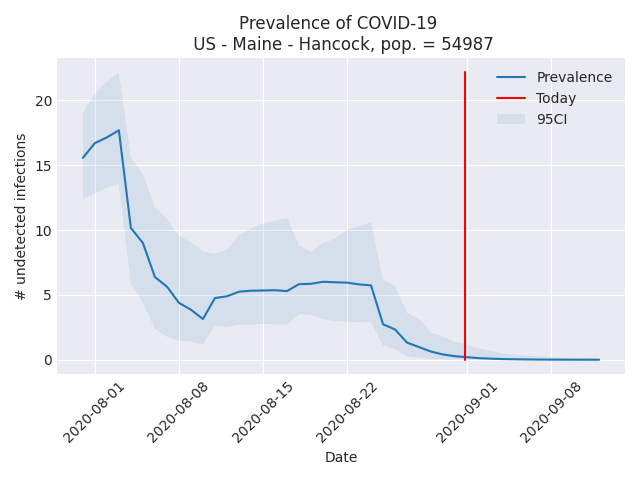 Prevalence of COVID-19
US - Maine - Hancock, pop. = 54987
Prevalence
Today
95CI
# undetected infections
20
15
10
5
0
2020-08-01
2020-08-08
2020-08-15
2020-08-22
2020-09-01
2020-09-08
Date